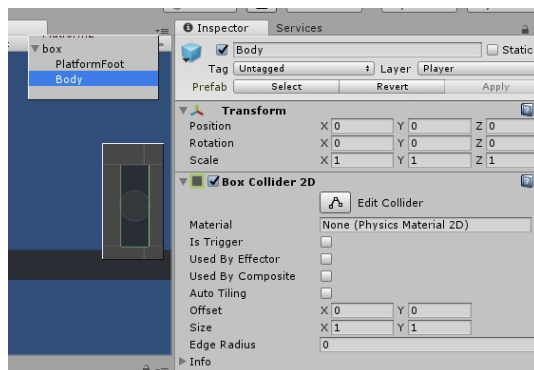 Inspector Services
box
PlatformFoot
Body
Body Static
Tag Untagged Layer Player
Prefab Select Revert Apply
Transform
Position X 0 Y 0 Z 0
Rotation X 0 Y 0 Z 0
Scale X 1 Y 1 Z 1
Box Collider 2D
Edit Collider
Material None (Physics Material 2D)
Is Trigger
Used By Effector
Used By Composite
Auto Tiling
Offset X 0 Y 0
Size X 1 Y 1
Edge Radius 0
Info